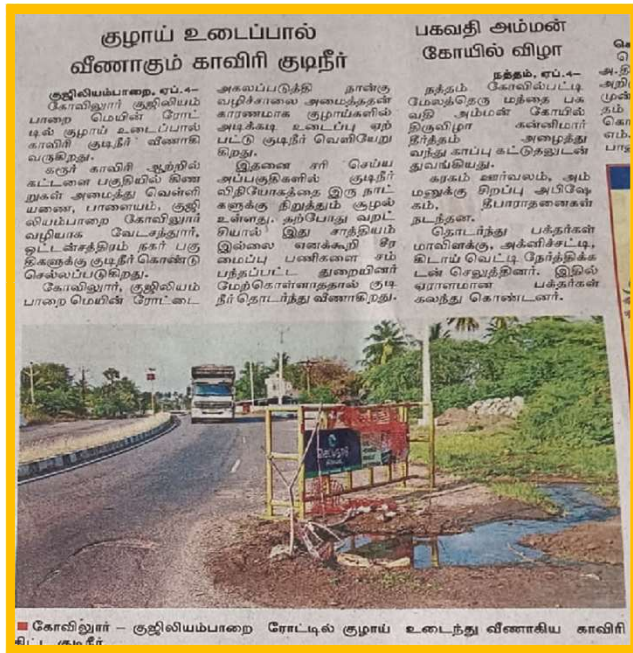 குழாய் உடைப்பால்
வீணாகும் காவிரி குடிநீர்
குஜிலியம்பாறை, ஏப்.4–
கோவிலூர் குஜிலியம்
பாறை மெயின் ரோட்
டில் குழாய் உடைப்பால்
காவிரி குடிநீர் வீணாகி
வருகிறது.
கரூர் காவிரி ஆற்றில்
கட்டளை பகுதியில் கிண
றுகள் அமைத்து வெள்ளி
யணை, பாளையம், குஜி
லியம்பாறை கோவிலூர்
வழியாக வேடசந்தூர்,
ஒட்டன்சத்திரம் நகர் பகு
திகளுக்கு குடிநீர் கொண்டு
செல்லப்படுகிறது.
கோவிலூர், குஜிலியம்
பாறை மெயின் ரோட்டை
அகலப்படுத்தி நான்கு
வழிச்சாலை அமைத்ததன்
காரணமாக குழாய்களில்
அடிக்கடி உடைப்பு ஏற்
பட்டு குடிநீர் வெளியேறு
கிறது.
இதனை சரி செய்ய
அப்பகுதிகளில் குடிநீர்
விநியோகத்தை இரு நாட்
களுக்கு நிறுத்தும் சூழல்
உள்ளது. தற்போது வறட்
சியால் இது சாத்தியம்
இல்லை எனக்கூறி சீர
மைப்பு பணிகளை சம்
பந்தப்பட்ட துறையினர்
மேற்கொள்ளாததால் குடி
நீர் தொடர்ந்து வீணாகிறது.
பகவதி அம்மன்
கோயில் விழா
நத்தம், ஏப்.4–
நத்தம் கோவில்பட்டி
மேலத்தெரு மத்தை பக
வதி அம்மன் கோயில்
திருவிழா கன்னிமார்
தீர்த்தம் அழைத்து
வந்து காப்பு கட்டுதலுடன்
துவங்கியது.
கரகம் ஊர்வலம், அம்
மனுக்கு சிறப்பு அபிஷே
கம், தீபாராதனைகள்
நடந்தன.
தொடர்ந்து பக்தர்கள்
மாவிளக்கு, அக்னிச்சட்டி,
கிடாய் வெட்டி நேர்த்திக்க
டன் செலுத்தினர். இதில்
ஏராளமான பக்தர்கள்
கலந்து கொண்டனர்.
கோவிலூர் – குஜிலியம்பாறை ரோட்டில் குழாய் உடைந்து வீணாகிய காவிரி
குடிநீர்